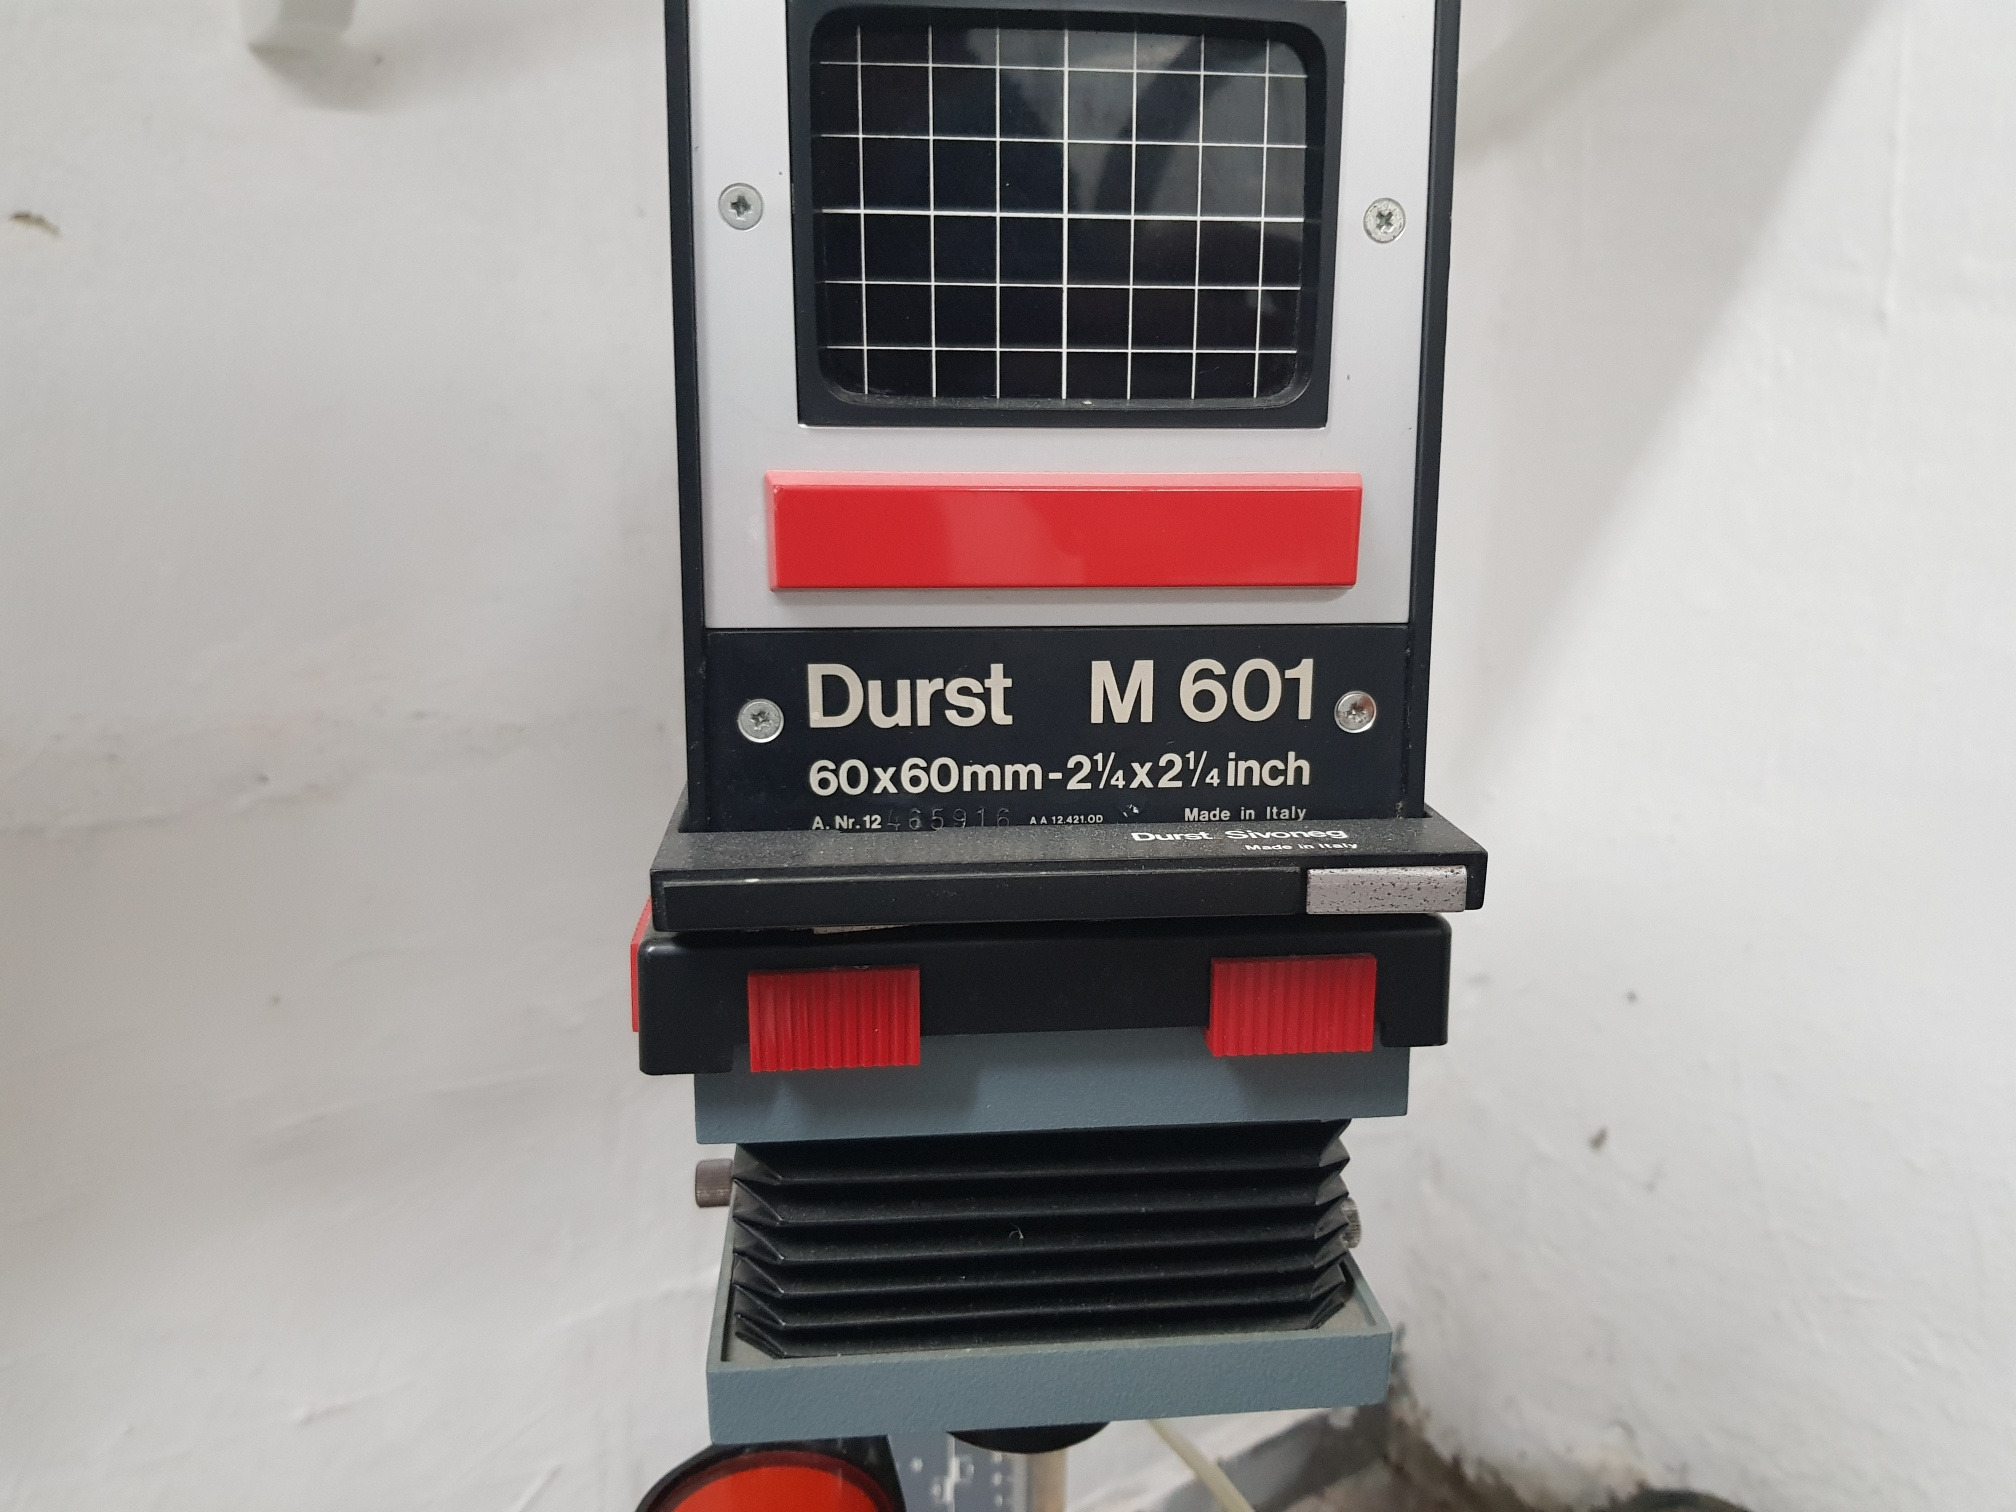 Durst M 601
60x60mm-2¼x2¼inch
A. Nr. 12 465916 A A 12.421.OD Made in Italy
Durst Sivoneg
Made in Italy